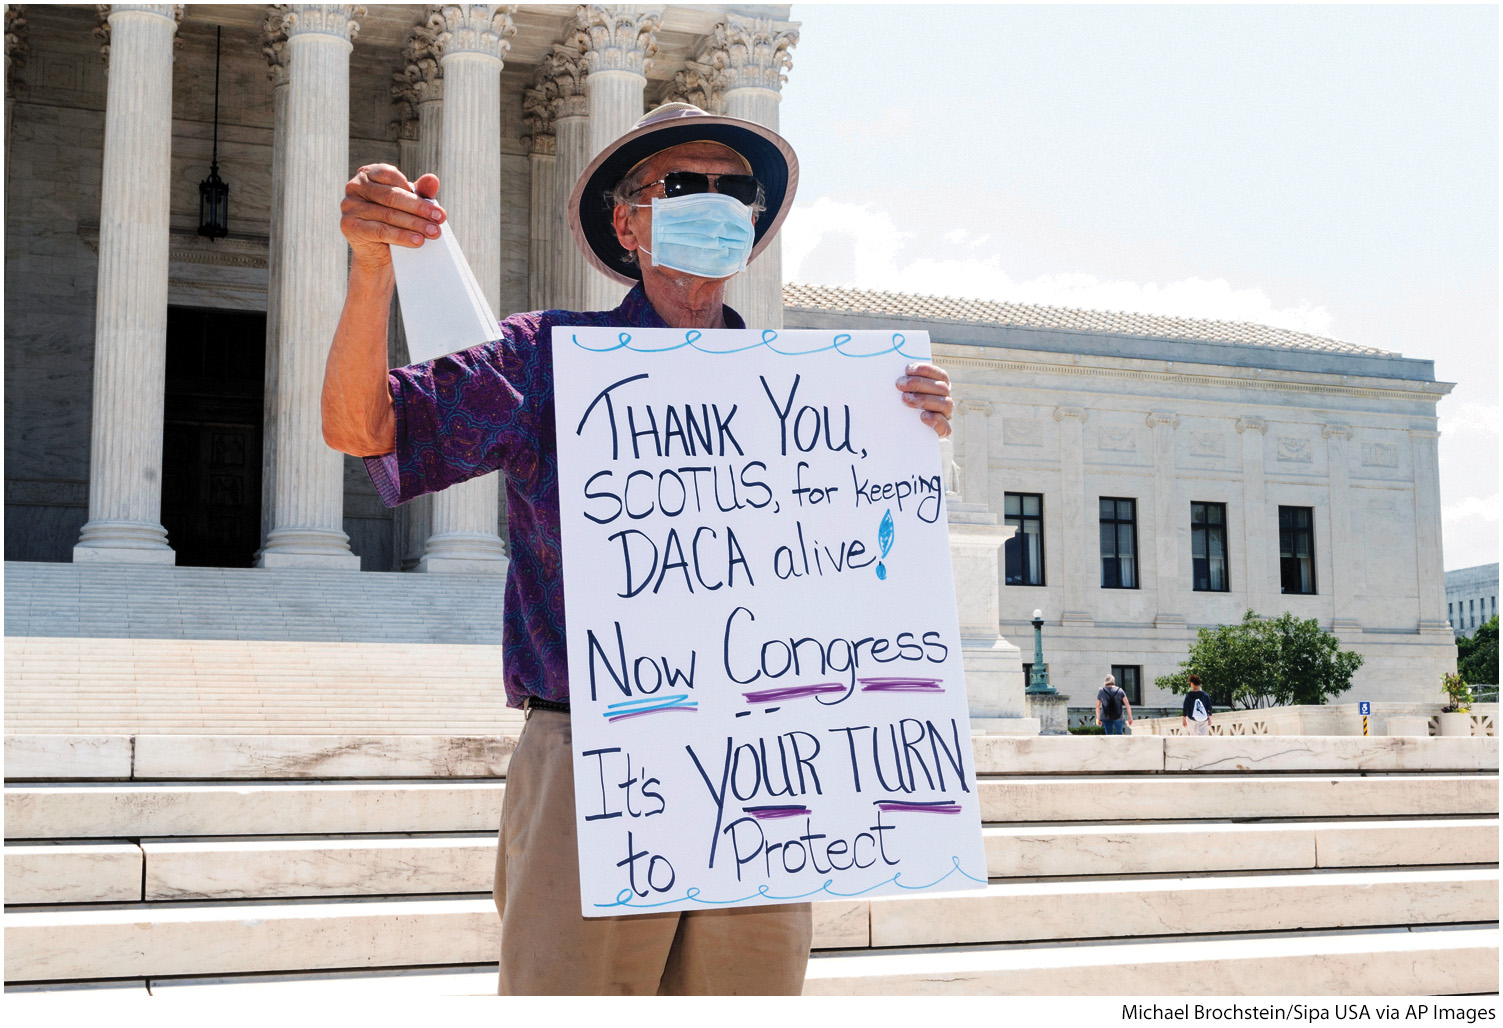 THANK YOU,
SCOTUS, for keeping
DACA alive!
Now Congress
--
It's YOUR TURN
to Protect
Michael Brochstein/Sipa USA via AP Images